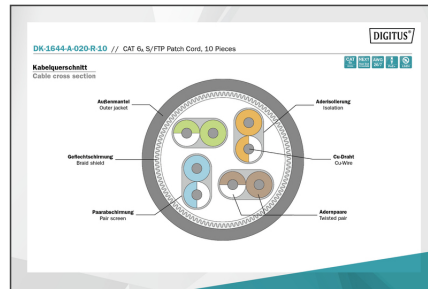 DIGITUS®
DK-1644-A-020-R-10 // CAT 6A S/FTP Patch Cord, 10 Pieces
Kabelquerschnitt
Cable cross section
Außenmantel
Outer jacket
Aderisolierung
Isolation
Geflechtschirmung
Braid shield
Cu-Draht
Cu-Wire
Paarabschirmung
Pair screen
Adernpaare
Twisted pair